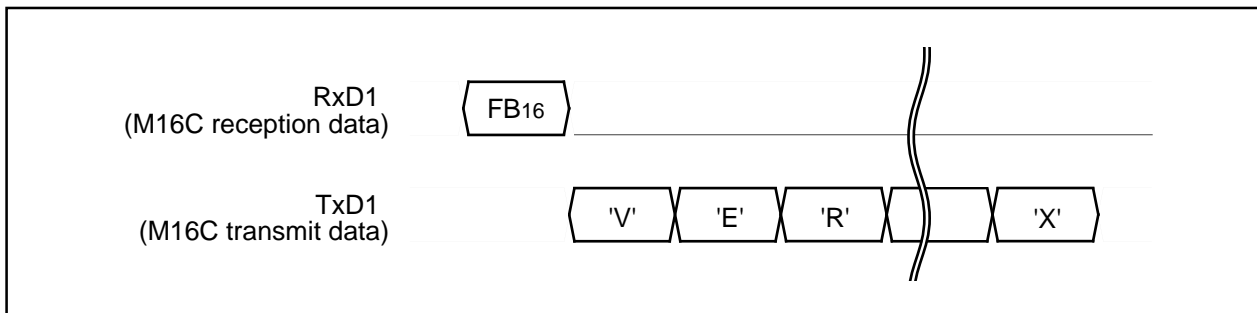 RxD1
(M16C reception data)
FB16
TxD1
(M16C transmit data)
'V' 'E' 'R' 'X'